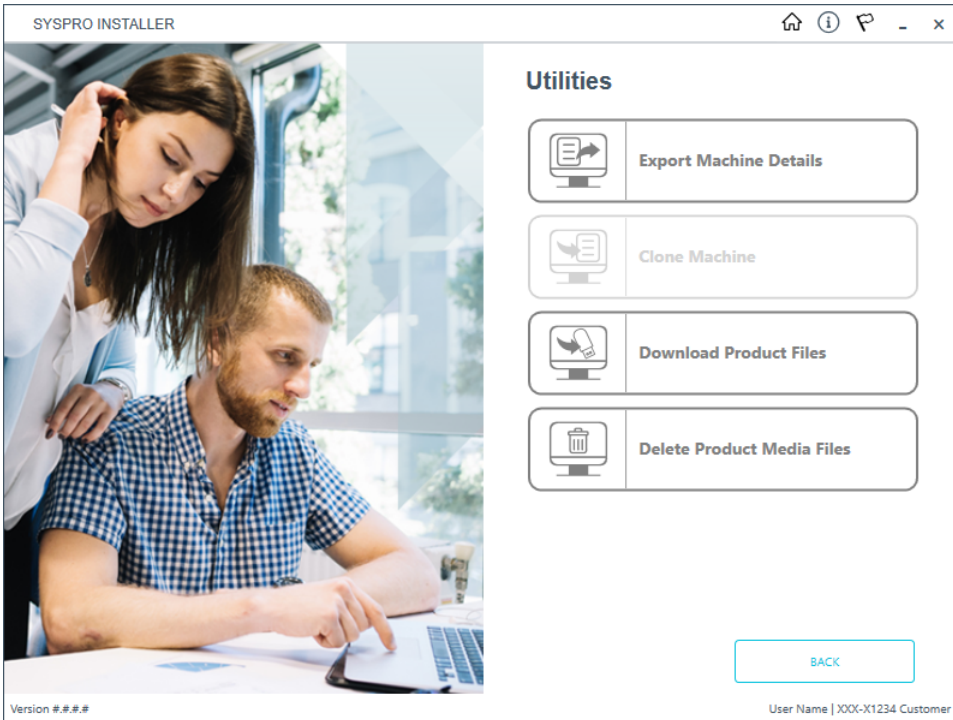 SYSPRO INSTALLER
Utilities
Export Machine Details
Clone Machine
Download Product Files
Delete Product Media Files
BACK
Version #.#.#.#
User Name | XXX-X1234 Customer